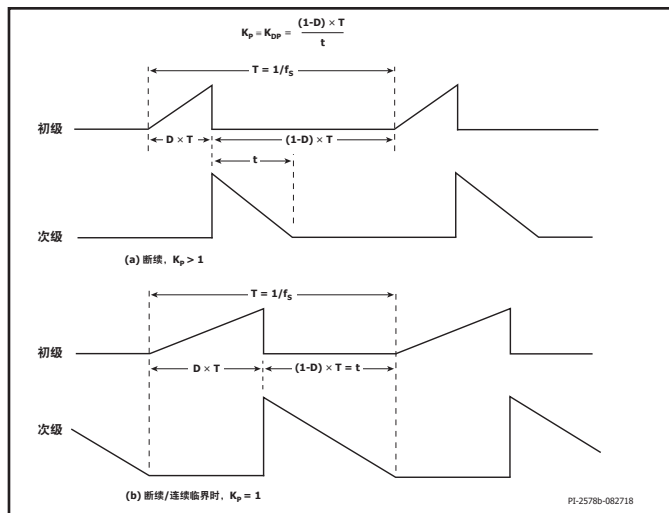 K_P = K_DP = (1-D) × T / t
T = 1/f_S
初级
D × T
(1-D) × T
t
次级
(a) 断续，K_P > 1
T = 1/f_S
初级
D × T
(1-D) × T = t
次级
(b) 断续/连续临界时，K_P = 1
PI-2578b-082718